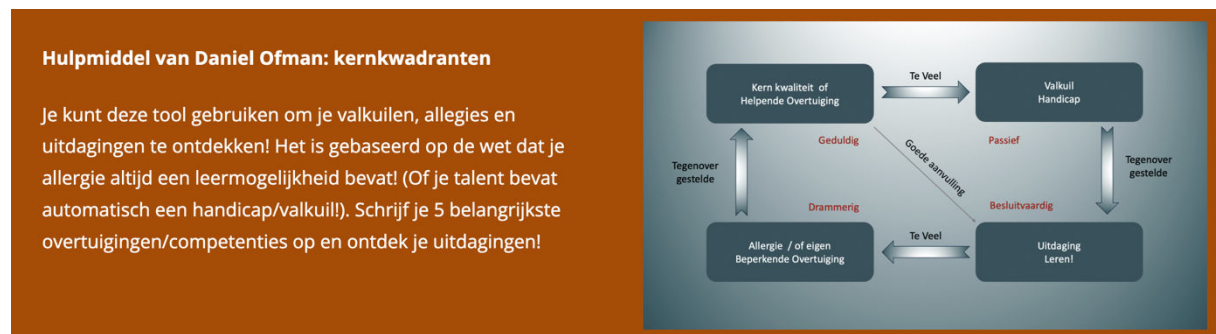 Hulpmiddel van Daniel Ofman: kernkwadranten
Je kunt deze tool gebruiken om je valkuilen, allegies en
uitdagingen te ontdekken! Het is gebaseerd op de wet dat je
allergie altijd een leermogelijkheid bevat! (Of je talent bevat
automatisch een handicap/valkuil!). Schrijf je 5 belangrijkste
overtuigingen/competenties op en ontdek je uitdagingen!
Kern kwaliteit of
Helpende Overtuiging
Te Veel
Valkuil
Handicap
Geduldig
Passief
Tegenover
gestelde
Goede aanvulling
Tegenover
gestelde
Drammerig
Besluitvaardig
Allergie / of eigen
Beperkende Overtuiging
Te Veel
Uitdaging
Leren!